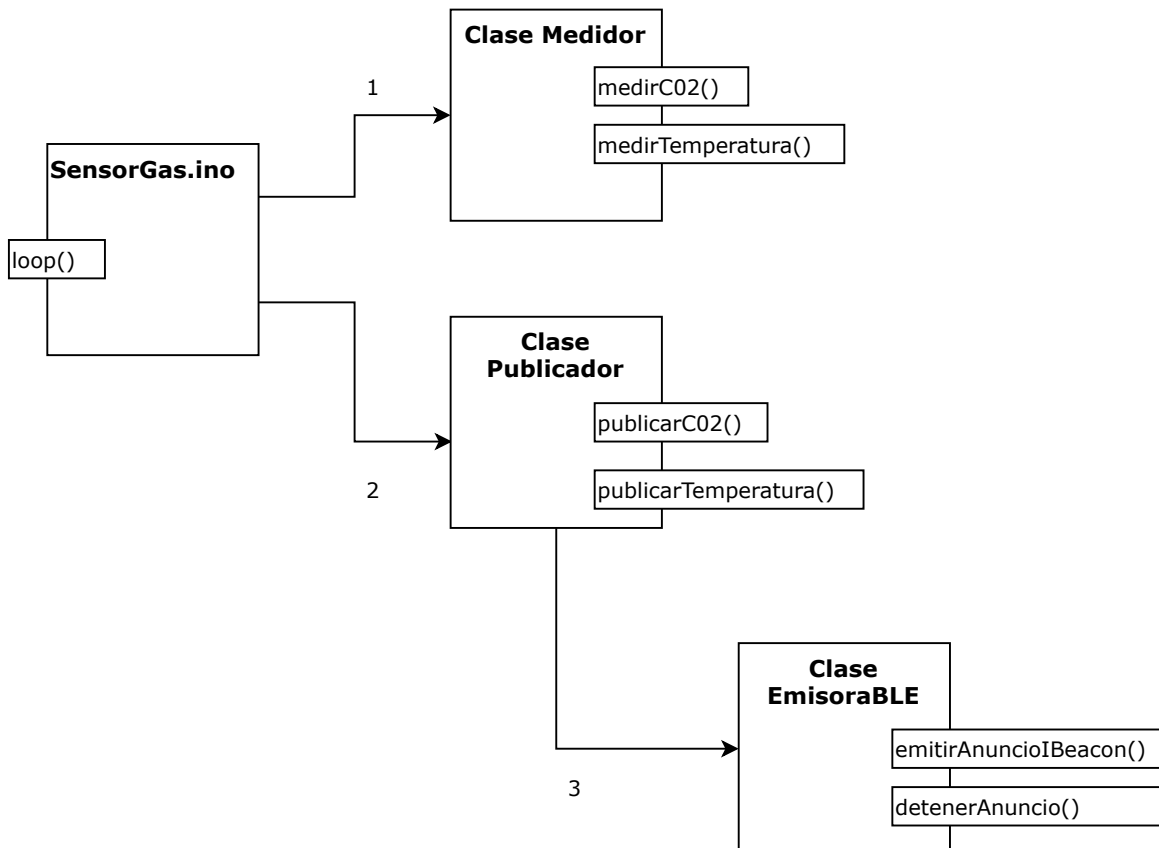 Clase Medidor
medirC02()
1
medirTemperatura()
SensorGas.ino
loop()
Clase
Publicador
publicarC02()
2
publicarTemperatura()
Clase
EmisoraBLE
emitirAnuncioIBeacon()
3
detenerAnuncio()